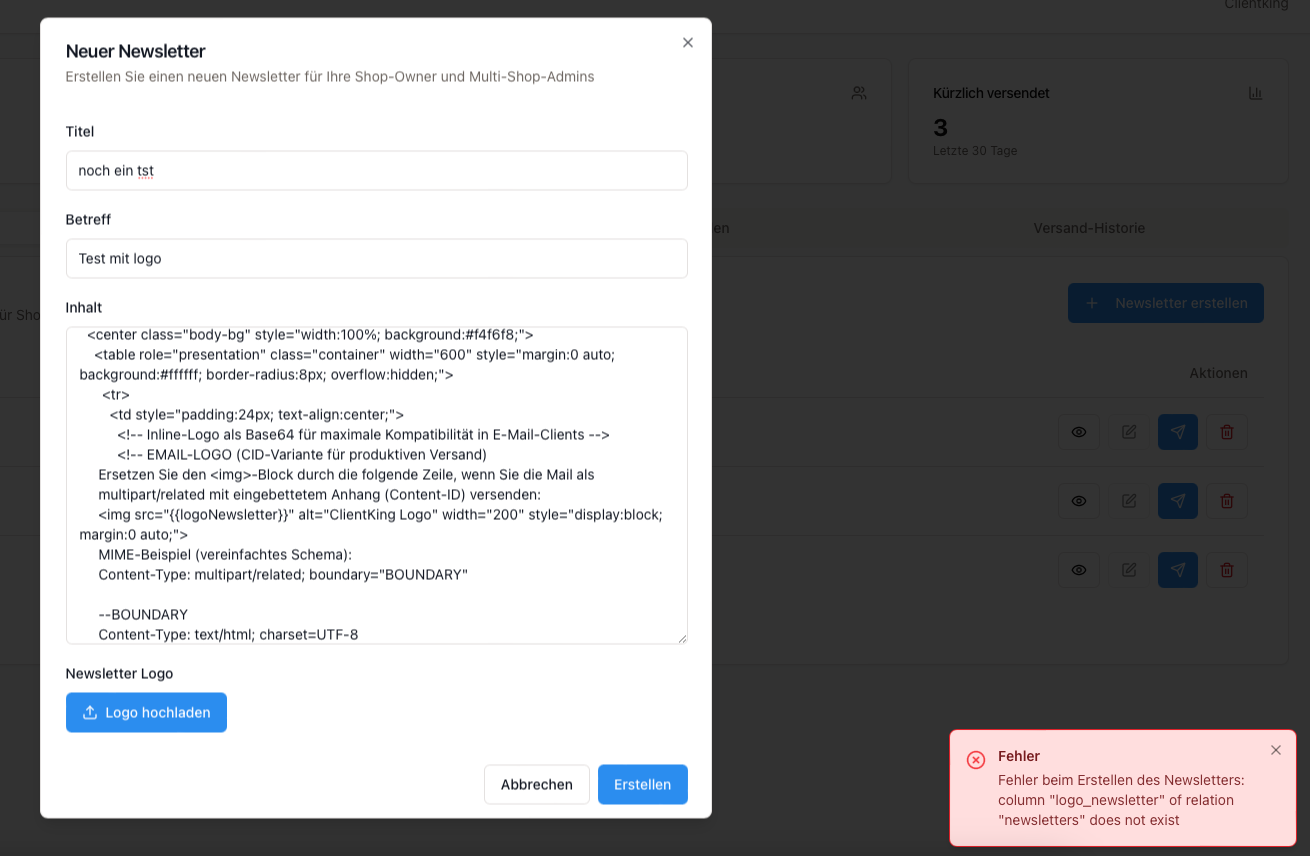 Clientking
Neuer Newsletter
Erstellen Sie einen neuen Newsletter für Ihre Shop-Owner und Multi-Shop-Admins
Kürzlich versendet
3
Letzte 30 Tage
Titel
noch ein tst
Betreff
Test mit logo
en
Versand-Historie
Inhalt
ür Sho
Newsletter erstellen
Aktionen
<center class="body-bg" style="width:100%; background:#f4f6f8;">
<table role="presentation" class="container" width="600" style="margin:0 auto;
background:#ffffff; border-radius:8px; overflow:hidden;">
<tr>
<td style="padding:24px; text-align:center;">
<!-- Inline-Logo als Base64 für maximale Kompatibilität in E-Mail-Clients -->
<!-- EMAIL-LOGO (CID-Variante für produktiven Versand)
Ersetzen Sie den <img>-Block durch die folgende Zeile, wenn Sie die Mail als
multipart/related mit eingebettetem Anhang (Content-ID) versenden:
<img src="{{logoNewsletter}}" alt="ClientKing Logo" width="200" style="display:block;
margin:0 auto;">
MIME-Beispiel (vereinfachtes Schema):
Content-Type: multipart/related; boundary="BOUNDARY"
--BOUNDARY
Content-Type: text/html; charset=UTF-8
Newsletter Logo
Logo hochladen
Abbrechen
Erstellen
Fehler
Fehler beim Erstellen des Newsletters:
column "logo_newsletter" of relation
"newsletters" does not exist